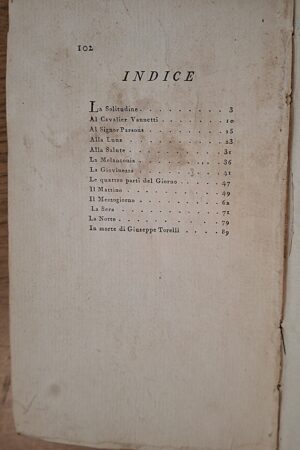 102
INDICE
La Solitudine . . . . . . . . . 3
Al Cavalier Vannetti . . . . . . . 10
Al Signor Parsons . . . . . . . . 15
Alla Luna . . . . . . . . . . 23
Alla Salute . . . . . . . . . . 31
La Melanconia . . . . . . . . . 36
La Giovinezza . . . . . . . . . 41
Le quattro parti del Giorno . . . . . 47
Il Mattino . . . . . . . . . . 49
Il Mezzogiorno . . . . . . . . . 62
La Sera . . . . . . . . . . . 71
La Notte . . . . . . . . . . . 79
In morte di Giuseppe Torelli . . . . . 89